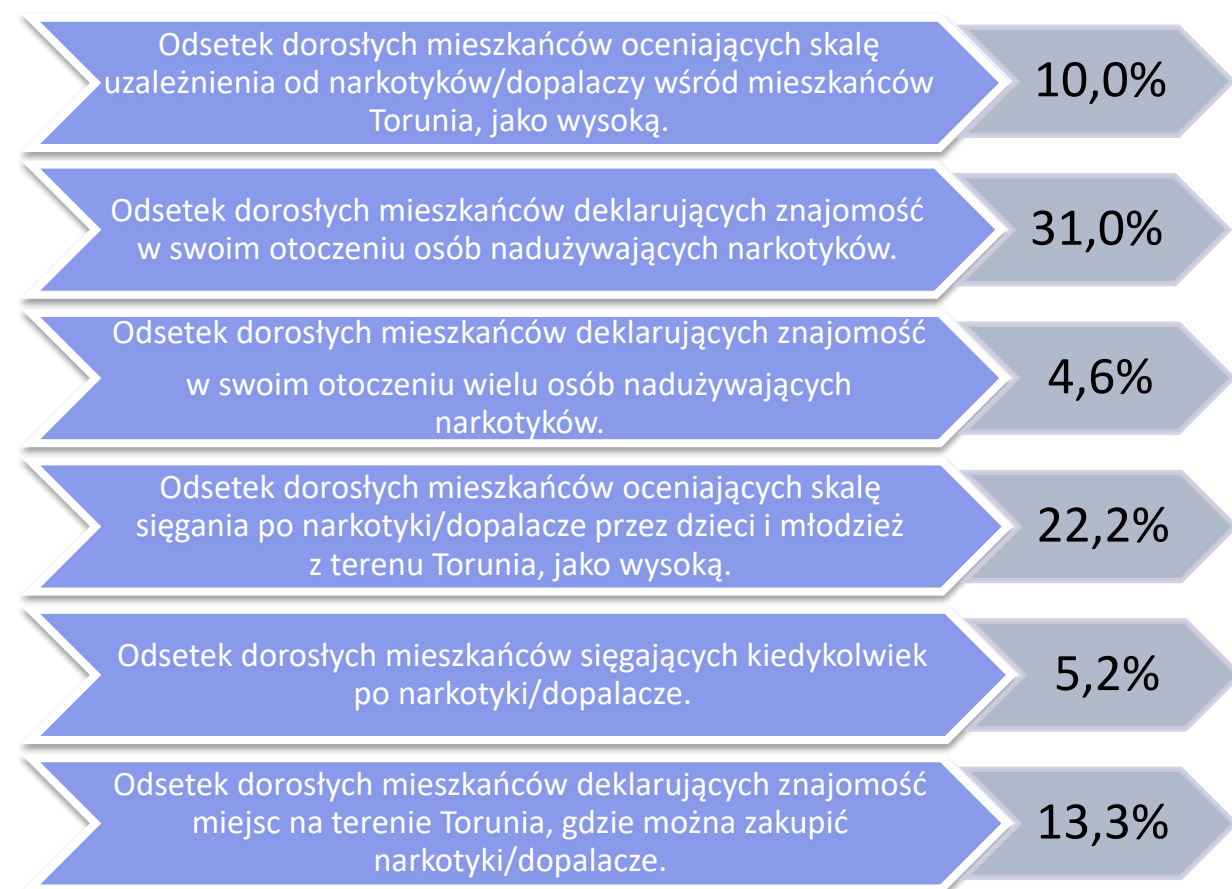 Odsetek dorosłych mieszkańców oceniających skalę
uzależnienia od narkotyków/dopalaczy wśród mieszkańców
Torunia, jako wysoką.
10,0%
Odsetek dorosłych mieszkańców deklarujących znajomość
w swoim otoczeniu osób nadużywających narkotyków.
31,0%
Odsetek dorosłych mieszkańców deklarujących znajomość
w swoim otoczeniu wielu osób nadużywających
narkotyków.
4,6%
Odsetek dorosłych mieszkańców oceniających skalę
sięgania po narkotyki/dopalacze przez dzieci i młodzież
z terenu Torunia, jako wysoką.
22,2%
Odsetek dorosłych mieszkańców sięgających kiedykolwiek
po narkotyki/dopalacze.
5,2%
Odsetek dorosłych mieszkańców deklarujących znajomość
miejsc na terenie Torunia, gdzie można zakupić
narkotyki/dopalacze.
13,3%